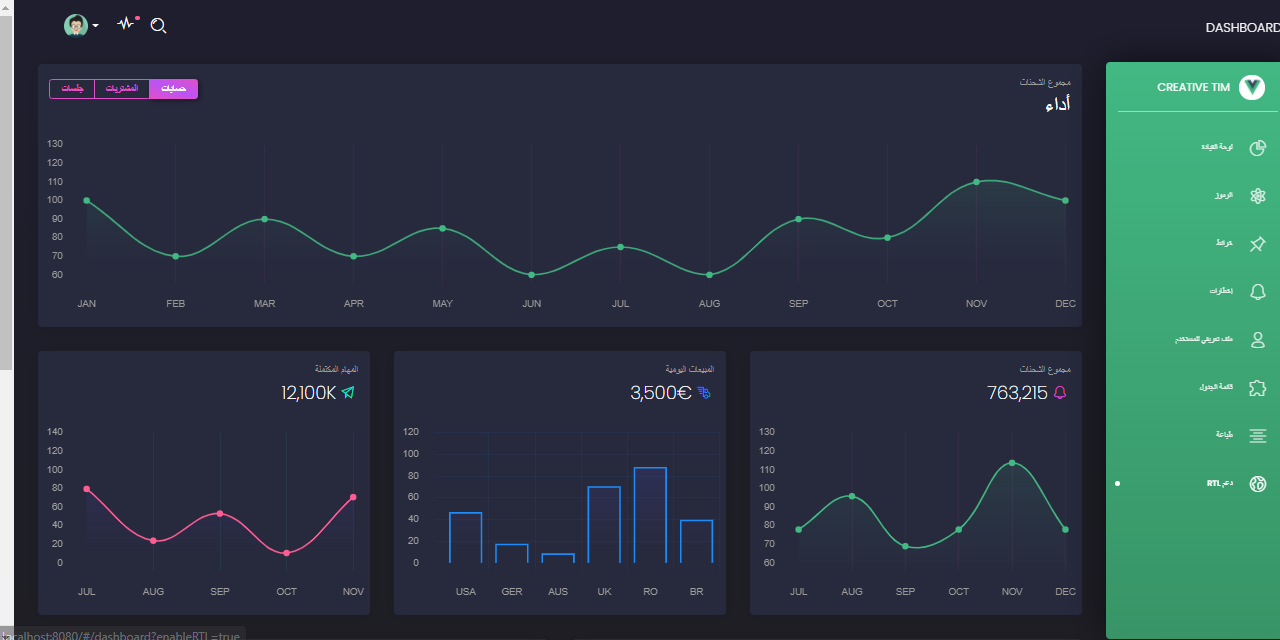 DASHBOARD
CREATIVE TIM
لوحة القيادة
الرموز
خرائط
إخطارات
ملف تعريفي للمستخدم
قائمة الجدول
طباعة
دعم RTL
مجموع الشحنات
أداء
حسابات المشتريات جلسات
130
120
110
100
90
80
70
60
JAN FEB MAR APR MAY JUN JUL AUG SEP OCT NOV DEC
مجموع الشحنات
763,215
130
120
110
100
90
80
70
60
JUL AUG SEP OCT NOV DEC
المبيعات اليومية
3,500€
120
100
80
60
40
20
0
USA GER AUS UK RO BR
المهام المكتملة
12,100K
140
120
100
80
60
40
20
0
JUL AUG SEP OCT NOV
localhost:8080/#/dashboard?enableRTL=true